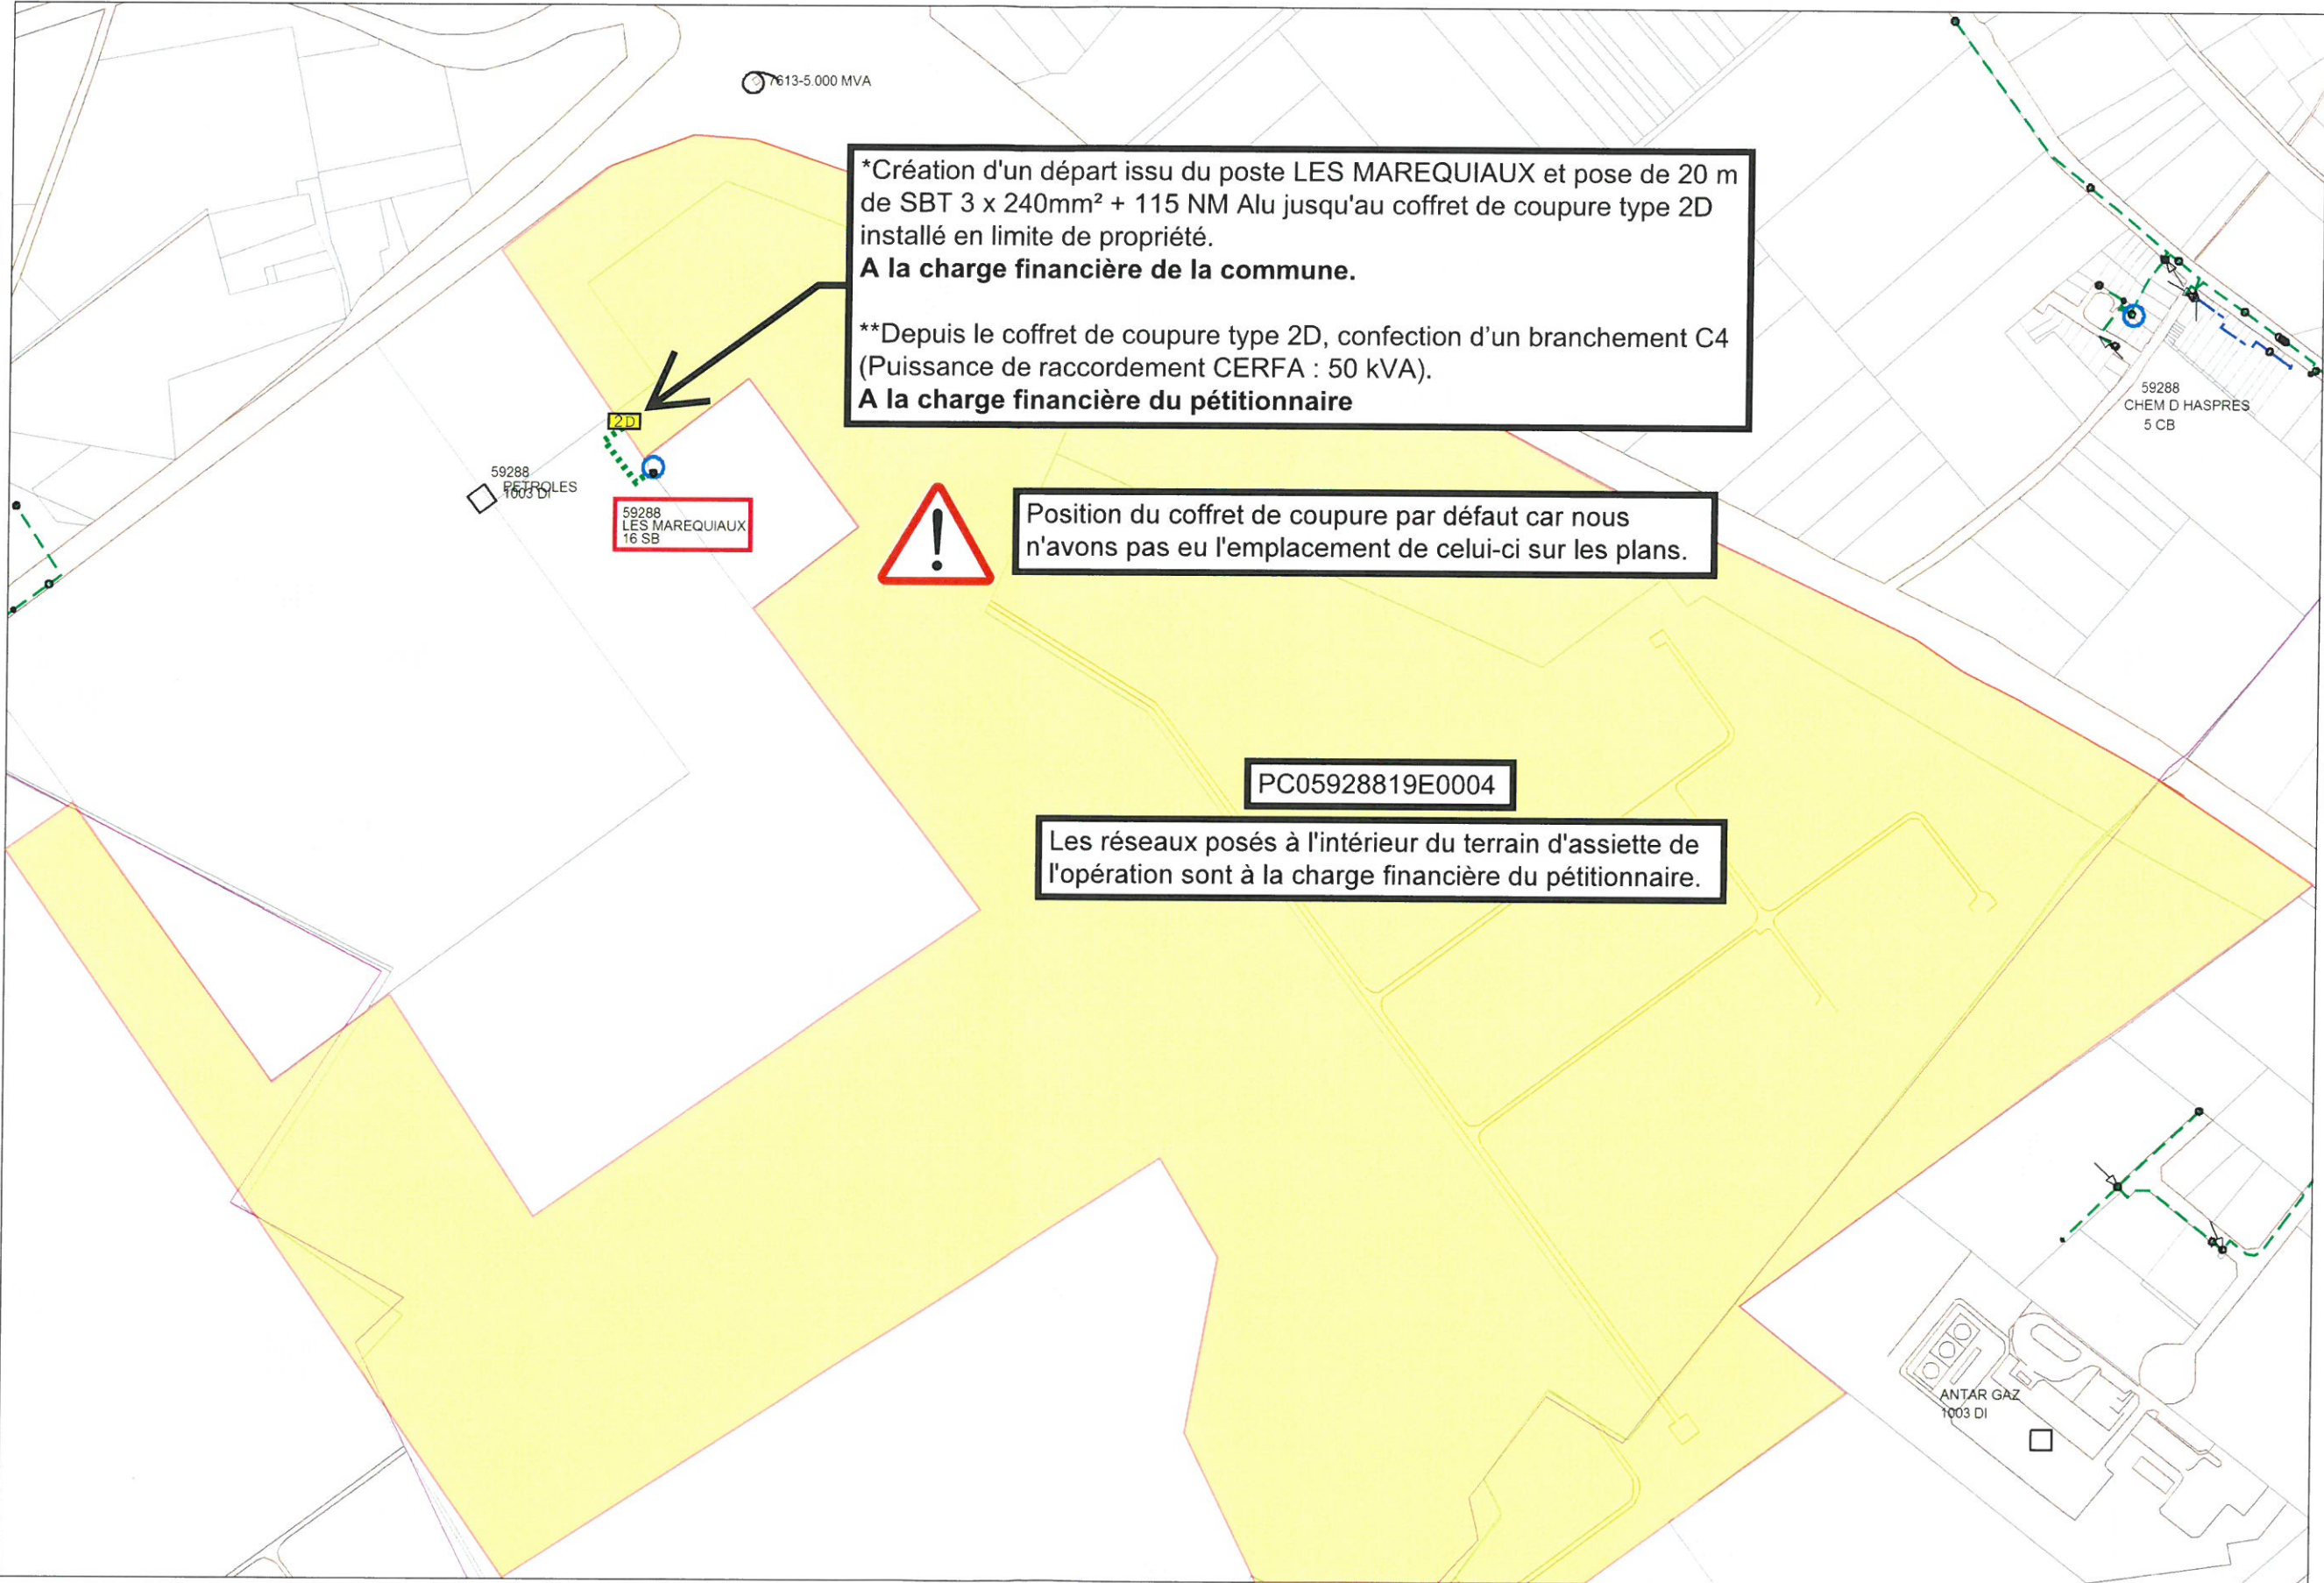 7613-5.000 MVA
*Création d'un départ issu du poste LES MAREQUIAUX et pose de 20 m
de SBT 3 x 240mm² + 115 NM Alu jusqu'au coffret de coupure type 2D
installé en limite de propriété.
A la charge financière de la commune.
**Depuis le coffret de coupure type 2D, confection d’un branchement C4
(Puissance de raccordement CERFA : 50 kVA).
A la charge financière du pétitionnaire
59288
CHEM D HASPRES
5 CB
2D
59288
PETROLES
1003 DI
59288
LES MAREQUIAUX
16 SB
Position du coffret de coupure par défaut car nous
n'avons pas eu l'emplacement de celui-ci sur les plans.
PC05928819E0004
Les réseaux posés à l'intérieur du terrain d'assiette de
l'opération sont à la charge financière du pétitionnaire.
ANTAR GAZ
1003 DI